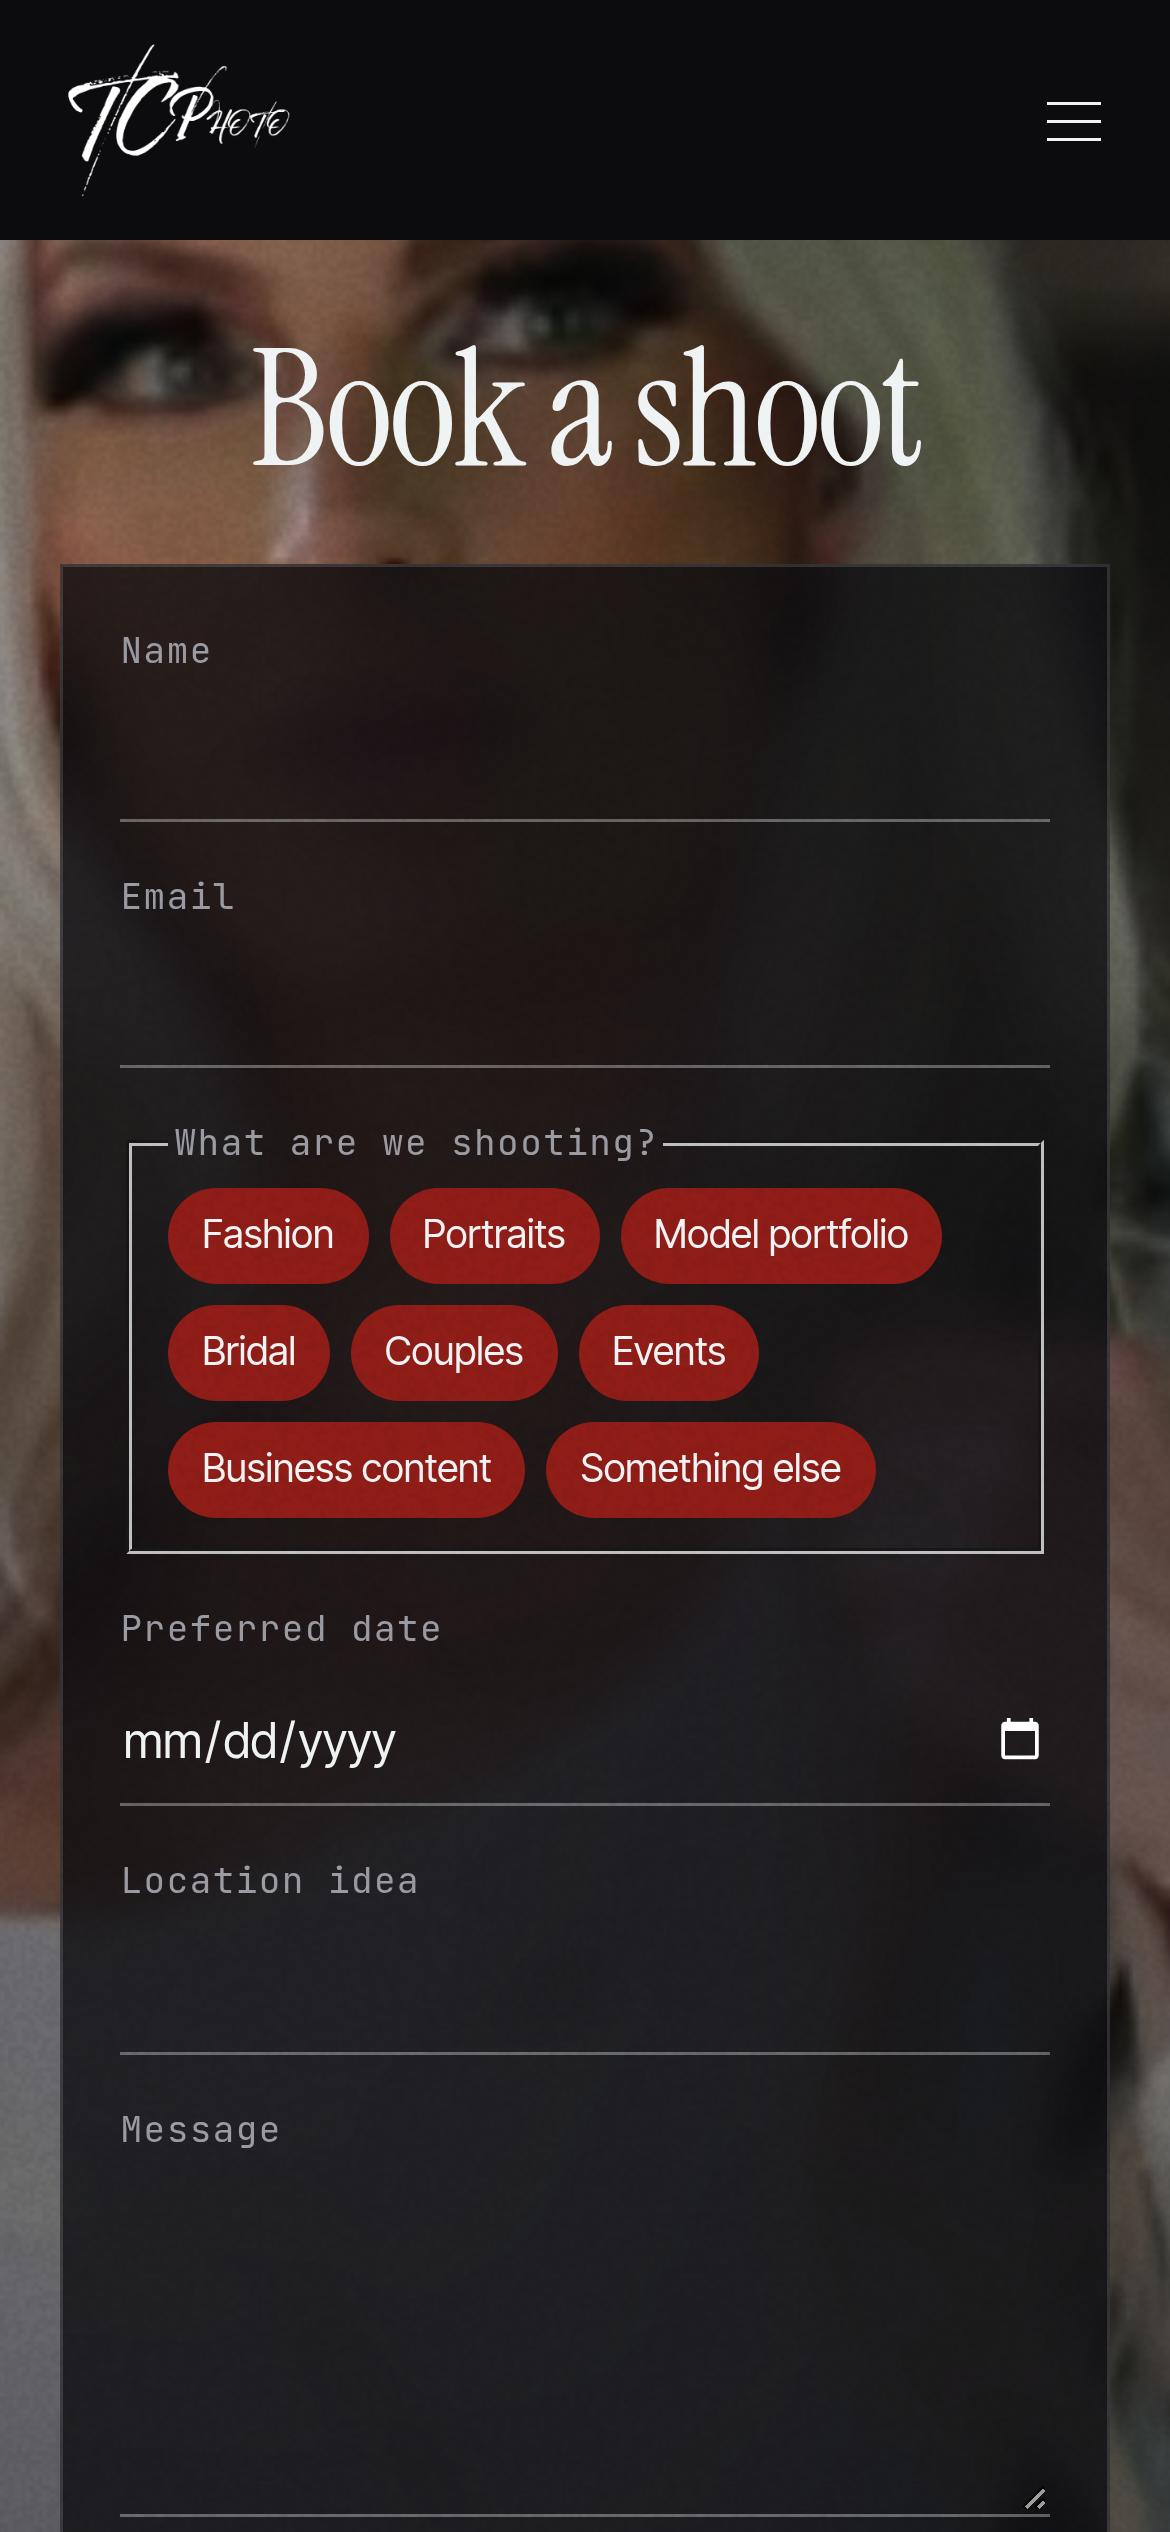 TCPhoto
Book a shoot
Name
Email
What are we shooting?
Fashion Portraits Model portfolio
Bridal Couples Events
Business content Something else
Preferred date
mm/dd/yyyy
Location idea
Message